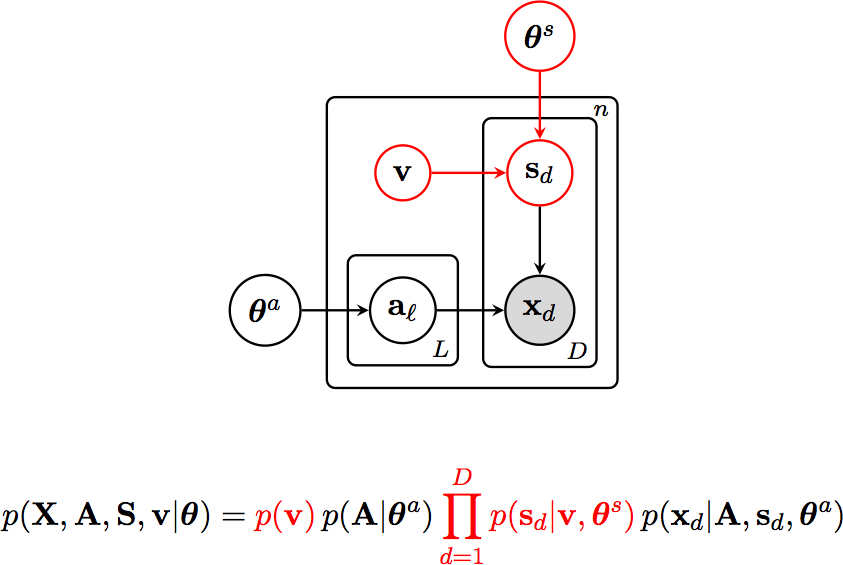 θ^s
n
v
s_d
θ^a
a_ℓ
x_d
L
D
p(X, A, S, v|θ) = p(v) p(A|θ^a) ∏_{d=1}^{D} p(s_d|v, θ^s) p(x_d|A, s_d, θ^a)